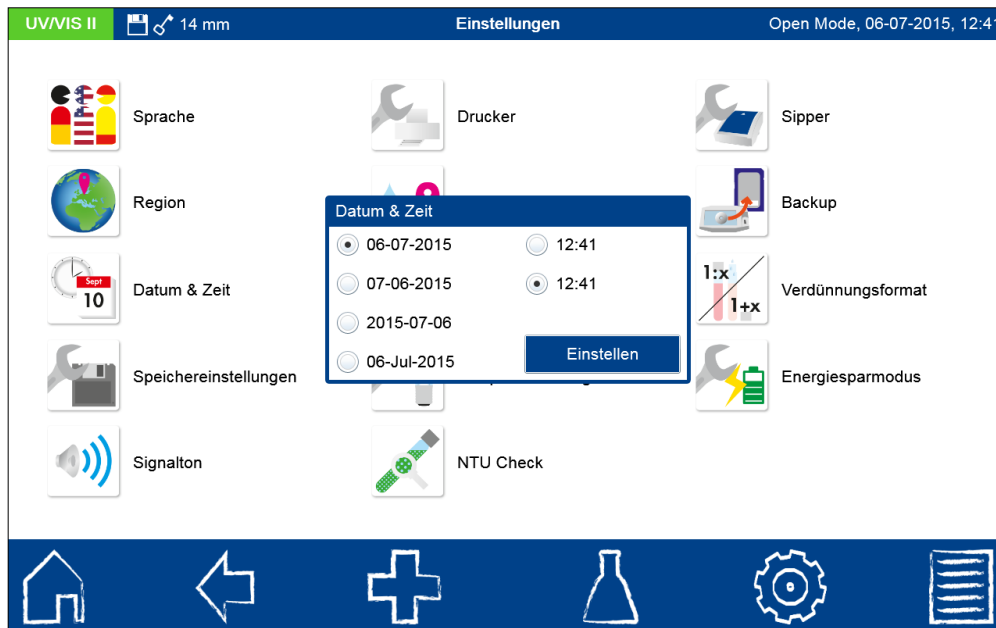 UV/VIS II 14 mm Einstellungen Open Mode, 06-07-2015, 12:41
Sprache Drucker Sipper
Region Backup
Datum & Zeit
06-07-2015 12:41
07-06-2015 12:41
2015-07-06
06-Jul-2015 Einstellen
Sept
10
Datum & Zeit
1:x
1+x
Verdünnungsformat
Speichereinstellungen Energiesparmodus
Signalton NTU Check